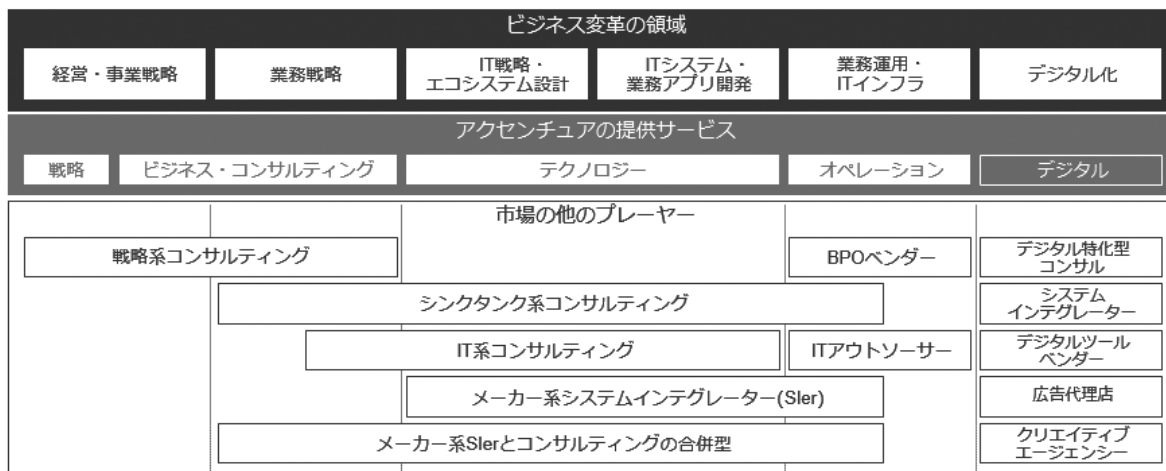 ビジネス変革の領域
経営・事業戦略
業務戦略
IT戦略・
エコシステム設計
ITシステム・
業務アプリ開発
業務運用・
ITインフラ
デジタル化
アクセンチュアの提供サービス
戦略
ビジネス・コンサルティング
テクノロジー
オペレーション
デジタル
市場の他のプレーヤー
戦略系コンサルティング
BPOベンダー
デジタル特化型
コンサル
シンクタンク系コンサルティング
システム
インテグレーター
IT系コンサルティング
ITアウトソーサー
デジタルツール
ベンダー
メーカー系システムインテグレーター(SIer)
広告代理店
メーカー系SIerとコンサルティングの合併型
クリエイティブ
エージェンシー